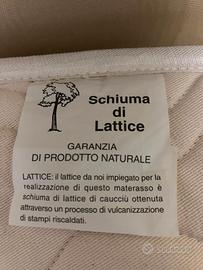 Schiuma
di
Lattice
GARANZIA
DI PRODOTTO NATURALE
LATTICE: il lattice da noi impiegato per la
realizzazione di questo materasso è
schiuma di lattice di caucciù ottenuta
attraverso un processo di vulcanizzazione
di stampi riscaldati.
subito